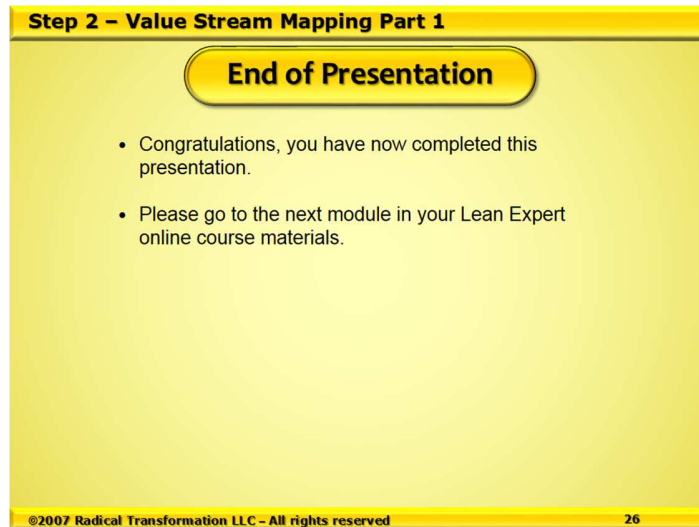 Step 2 – Value Stream Mapping Part 1
End of Presentation
• Congratulations, you have now completed this
presentation.
• Please go to the next module in your Lean Expert
online course materials.
©2007 Radical Transformation LLC – All rights reserved
26